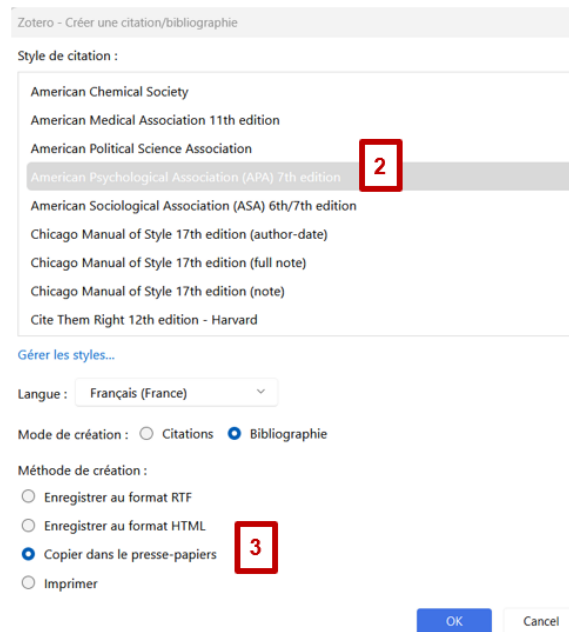 Zotero - Créer une citation/bibliographie
Style de citation :
American Chemical Society
American Medical Association 11th edition
American Political Science Association
American Psychological Association (APA) 7th edition 2
American Sociological Association (ASA) 6th/7th edition
Chicago Manual of Style 17th edition (author-date)
Chicago Manual of Style 17th edition (full note)
Chicago Manual of Style 17th edition (note)
Cite Them Right 12th edition - Harvard
Gérer les styles...
Langue : Français (France)
Mode de création : Citations Bibliographie
Méthode de création :
Enregistrer au format RTF
Enregistrer au format HTML
Copier dans le presse-papiers 3
Imprimer
OK Cancel